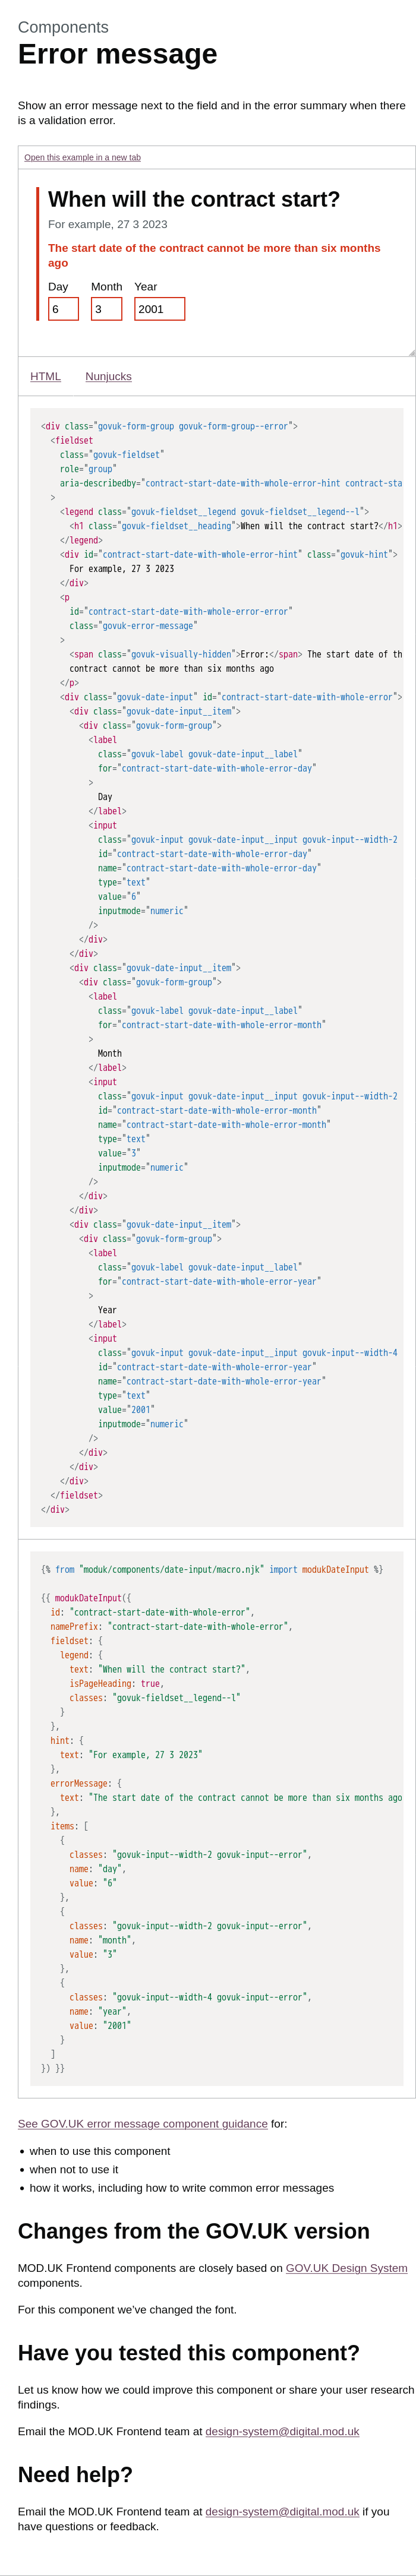 Components
Error message
Show an error message next to the field and in the error summary when there
is a validation error.
Open this example in a new tab
When will the contract start?
For example, 27 3 2023
The start date of the contract cannot be more than six months
ago
Day Month Year
6 3 2001
HTML Nunjucks
<div class="govuk-form-group govuk-form-group--error">
<fieldset
class="govuk-fieldset"
role="group"
aria-describedby="contract-start-date-with-whole-error-hint contract-sta
>
<legend class="govuk-fieldset__legend govuk-fieldset__legend--l">
<h1 class="govuk-fieldset__heading">When will the contract start?</h1>
</legend>
<div id="contract-start-date-with-whole-error-hint" class="govuk-hint">
For example, 27 3 2023
</div>
<p
id="contract-start-date-with-whole-error-error"
class="govuk-error-message"
>
<span class="govuk-visually-hidden">Error:</span> The start date of th
contract cannot be more than six months ago
</p>
<div class="govuk-date-input" id="contract-start-date-with-whole-error">
<div class="govuk-date-input__item">
<div class="govuk-form-group">
<label
class="govuk-label govuk-date-input__label"
for="contract-start-date-with-whole-error-day"
>
Day
</label>
<input
class="govuk-input govuk-date-input__input govuk-input--width-2
id="contract-start-date-with-whole-error-day"
name="contract-start-date-with-whole-error-day"
type="text"
value="6"
inputmode="numeric"
/>
</div>
</div>
<div class="govuk-date-input__item">
<div class="govuk-form-group">
<label
class="govuk-label govuk-date-input__label"
for="contract-start-date-with-whole-error-month"
>
Month
</label>
<input
class="govuk-input govuk-date-input__input govuk-input--width-2
id="contract-start-date-with-whole-error-month"
name="contract-start-date-with-whole-error-month"
type="text"
value="3"
inputmode="numeric"
/>
</div>
</div>
<div class="govuk-date-input__item">
<div class="govuk-form-group">
<label
class="govuk-label govuk-date-input__label"
for="contract-start-date-with-whole-error-year"
>
Year
</label>
<input
class="govuk-input govuk-date-input__input govuk-input--width-4
id="contract-start-date-with-whole-error-year"
name="contract-start-date-with-whole-error-year"
type="text"
value="2001"
inputmode="numeric"
/>
</div>
</div>
</div>
</fieldset>
</div>
{% from "moduk/components/date-input/macro.njk" import modukDateInput %}
{{ modukDateInput({
id: "contract-start-date-with-whole-error",
namePrefix: "contract-start-date-with-whole-error",
fieldset: {
legend: {
text: "When will the contract start?",
isPageHeading: true,
classes: "govuk-fieldset__legend--l"
}
},
hint: {
text: "For example, 27 3 2023"
},
errorMessage: {
text: "The start date of the contract cannot be more than six months ago
},
items: [
{
classes: "govuk-input--width-2 govuk-input--error",
name: "day",
value: "6"
},
{
classes: "govuk-input--width-2 govuk-input--error",
name: "month",
value: "3"
},
{
classes: "govuk-input--width-4 govuk-input--error",
name: "year",
value: "2001"
}
]
}) }}
See GOV.UK error message component guidance for:
• when to use this component
• when not to use it
• how it works, including how to write common error messages
Changes from the GOV.UK version
MOD.UK Frontend components are closely based on GOV.UK Design System
components.
For this component we’ve changed the font.
Have you tested this component?
Let us know how we could improve this component or share your user research
findings.
Email the MOD.UK Frontend team at design-system@digital.mod.uk
Need help?
Email the MOD.UK Frontend team at design-system@digital.mod.uk if you
have questions or feedback.